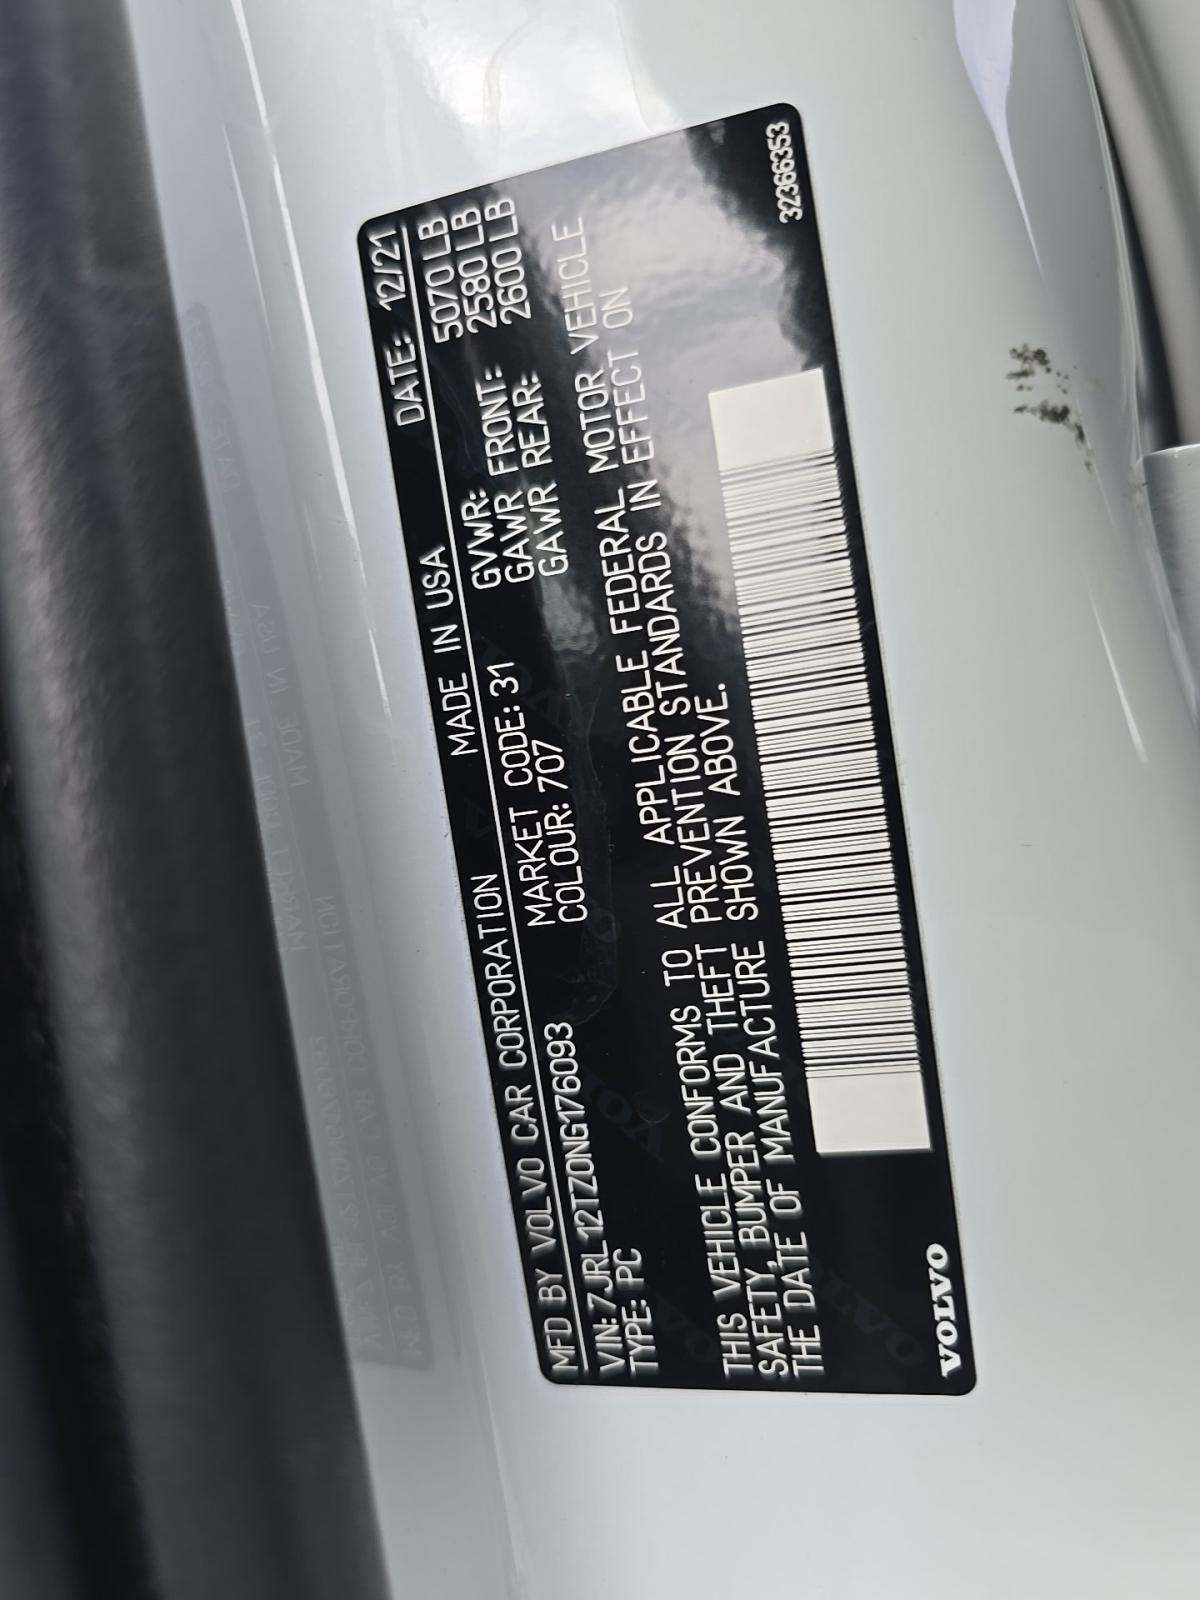 MFD BY VOLVO CAR CORPORATION MADE IN USA DATE: 12/21
VIN: 7JRL12TZ0NG176093 MARKET CODE: 31 GVWR: 5070 LB
TYPE: PC COLOUR: 707 GAWR FRONT: 2580 LB
GAWR REAR: 2600 LB
THIS VEHICLE CONFORMS TO ALL APPLICABLE FEDERAL MOTOR VEHICLE
SAFETY, BUMPER AND THEFT PREVENTION STANDARDS IN EFFECT ON
THE DATE OF MANUFACTURE SHOWN ABOVE.
VOLVO 32366353